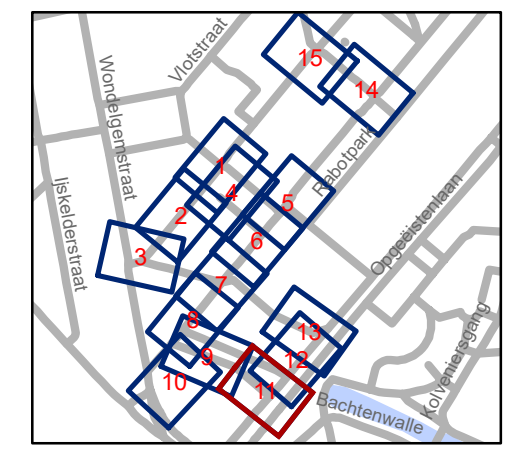 Vlotstraat
15
14
Wondelgemstraat
Rabotpark
1
4
5
Ijskelderstraat
2
6
Opgeëistenlaan
3
7
8
13
Kolveniersgang
9
12
10
11
Bachtenwalle